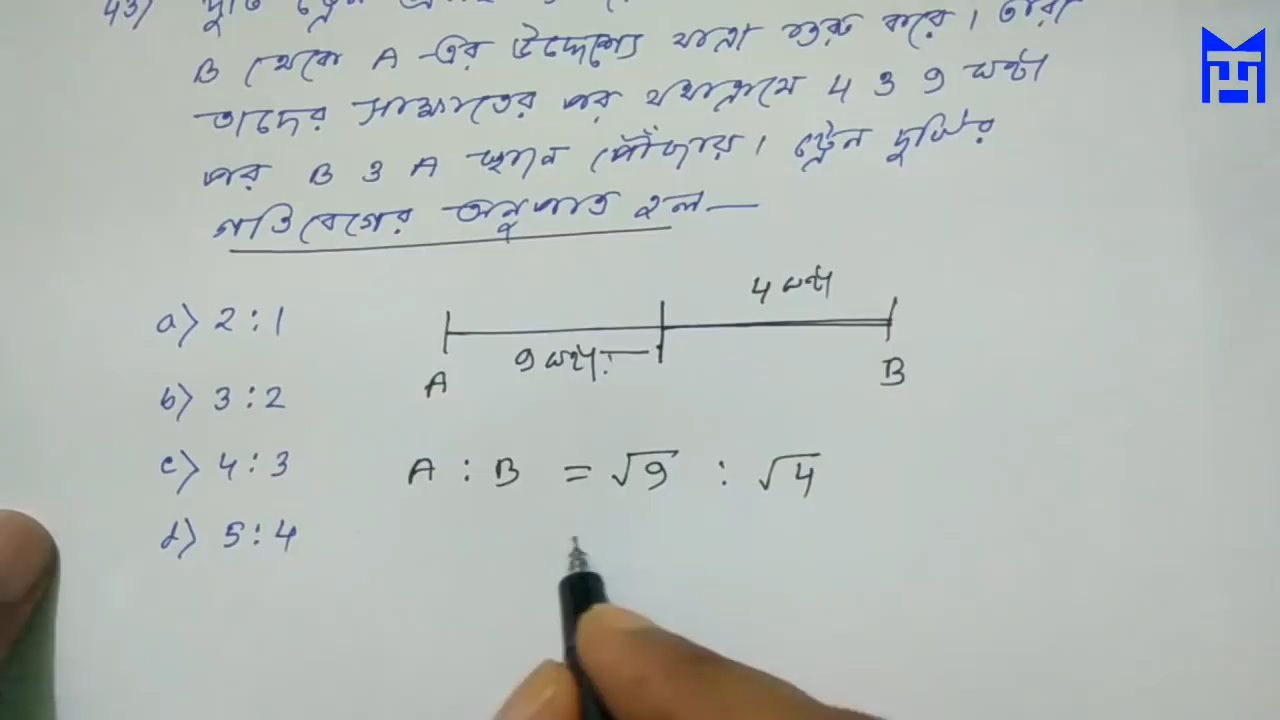 43) দুটি ট্রেন
B থেকে A -এর উদ্দেশ্যে যাত্রা শুরু করে। তারা
তাদের সাক্ষাতের পর যথাক্রমে 4 ও 9 ঘন্টা
পর B ও A স্থানে পৌঁছায়। ট্রেন দুটির
গতিবেগের অনুপাত হল—
4 ঘন্টা
a) 2 : 1
9 ঘন্টা
A
B
b) 3 : 2
c) 4 : 3
A : B = √9 : √4
d) 5 : 4